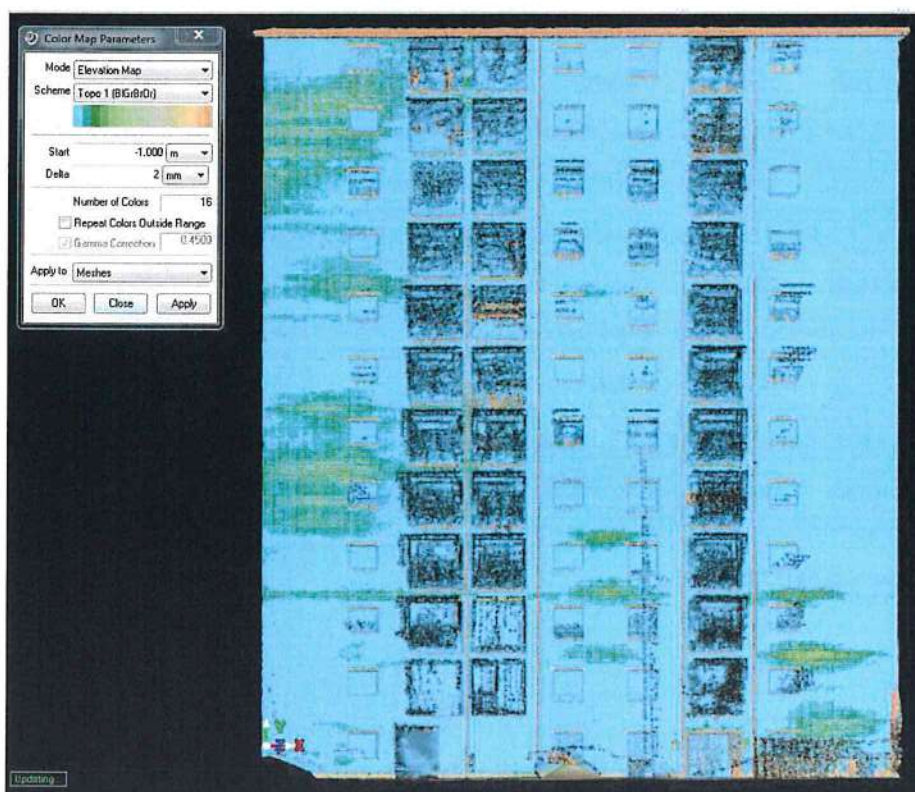 Color Map Parameters
Mode Elevation Map
Scheme Topo 1 (BlGrBrOr)
Start -1.000 m
Delta 2 mm
Number of Colors 16
Repeat Colors Outside Range
Gamma Correction 0.4500
Apply to Meshes
OK Close Apply
Y
X
Updating...